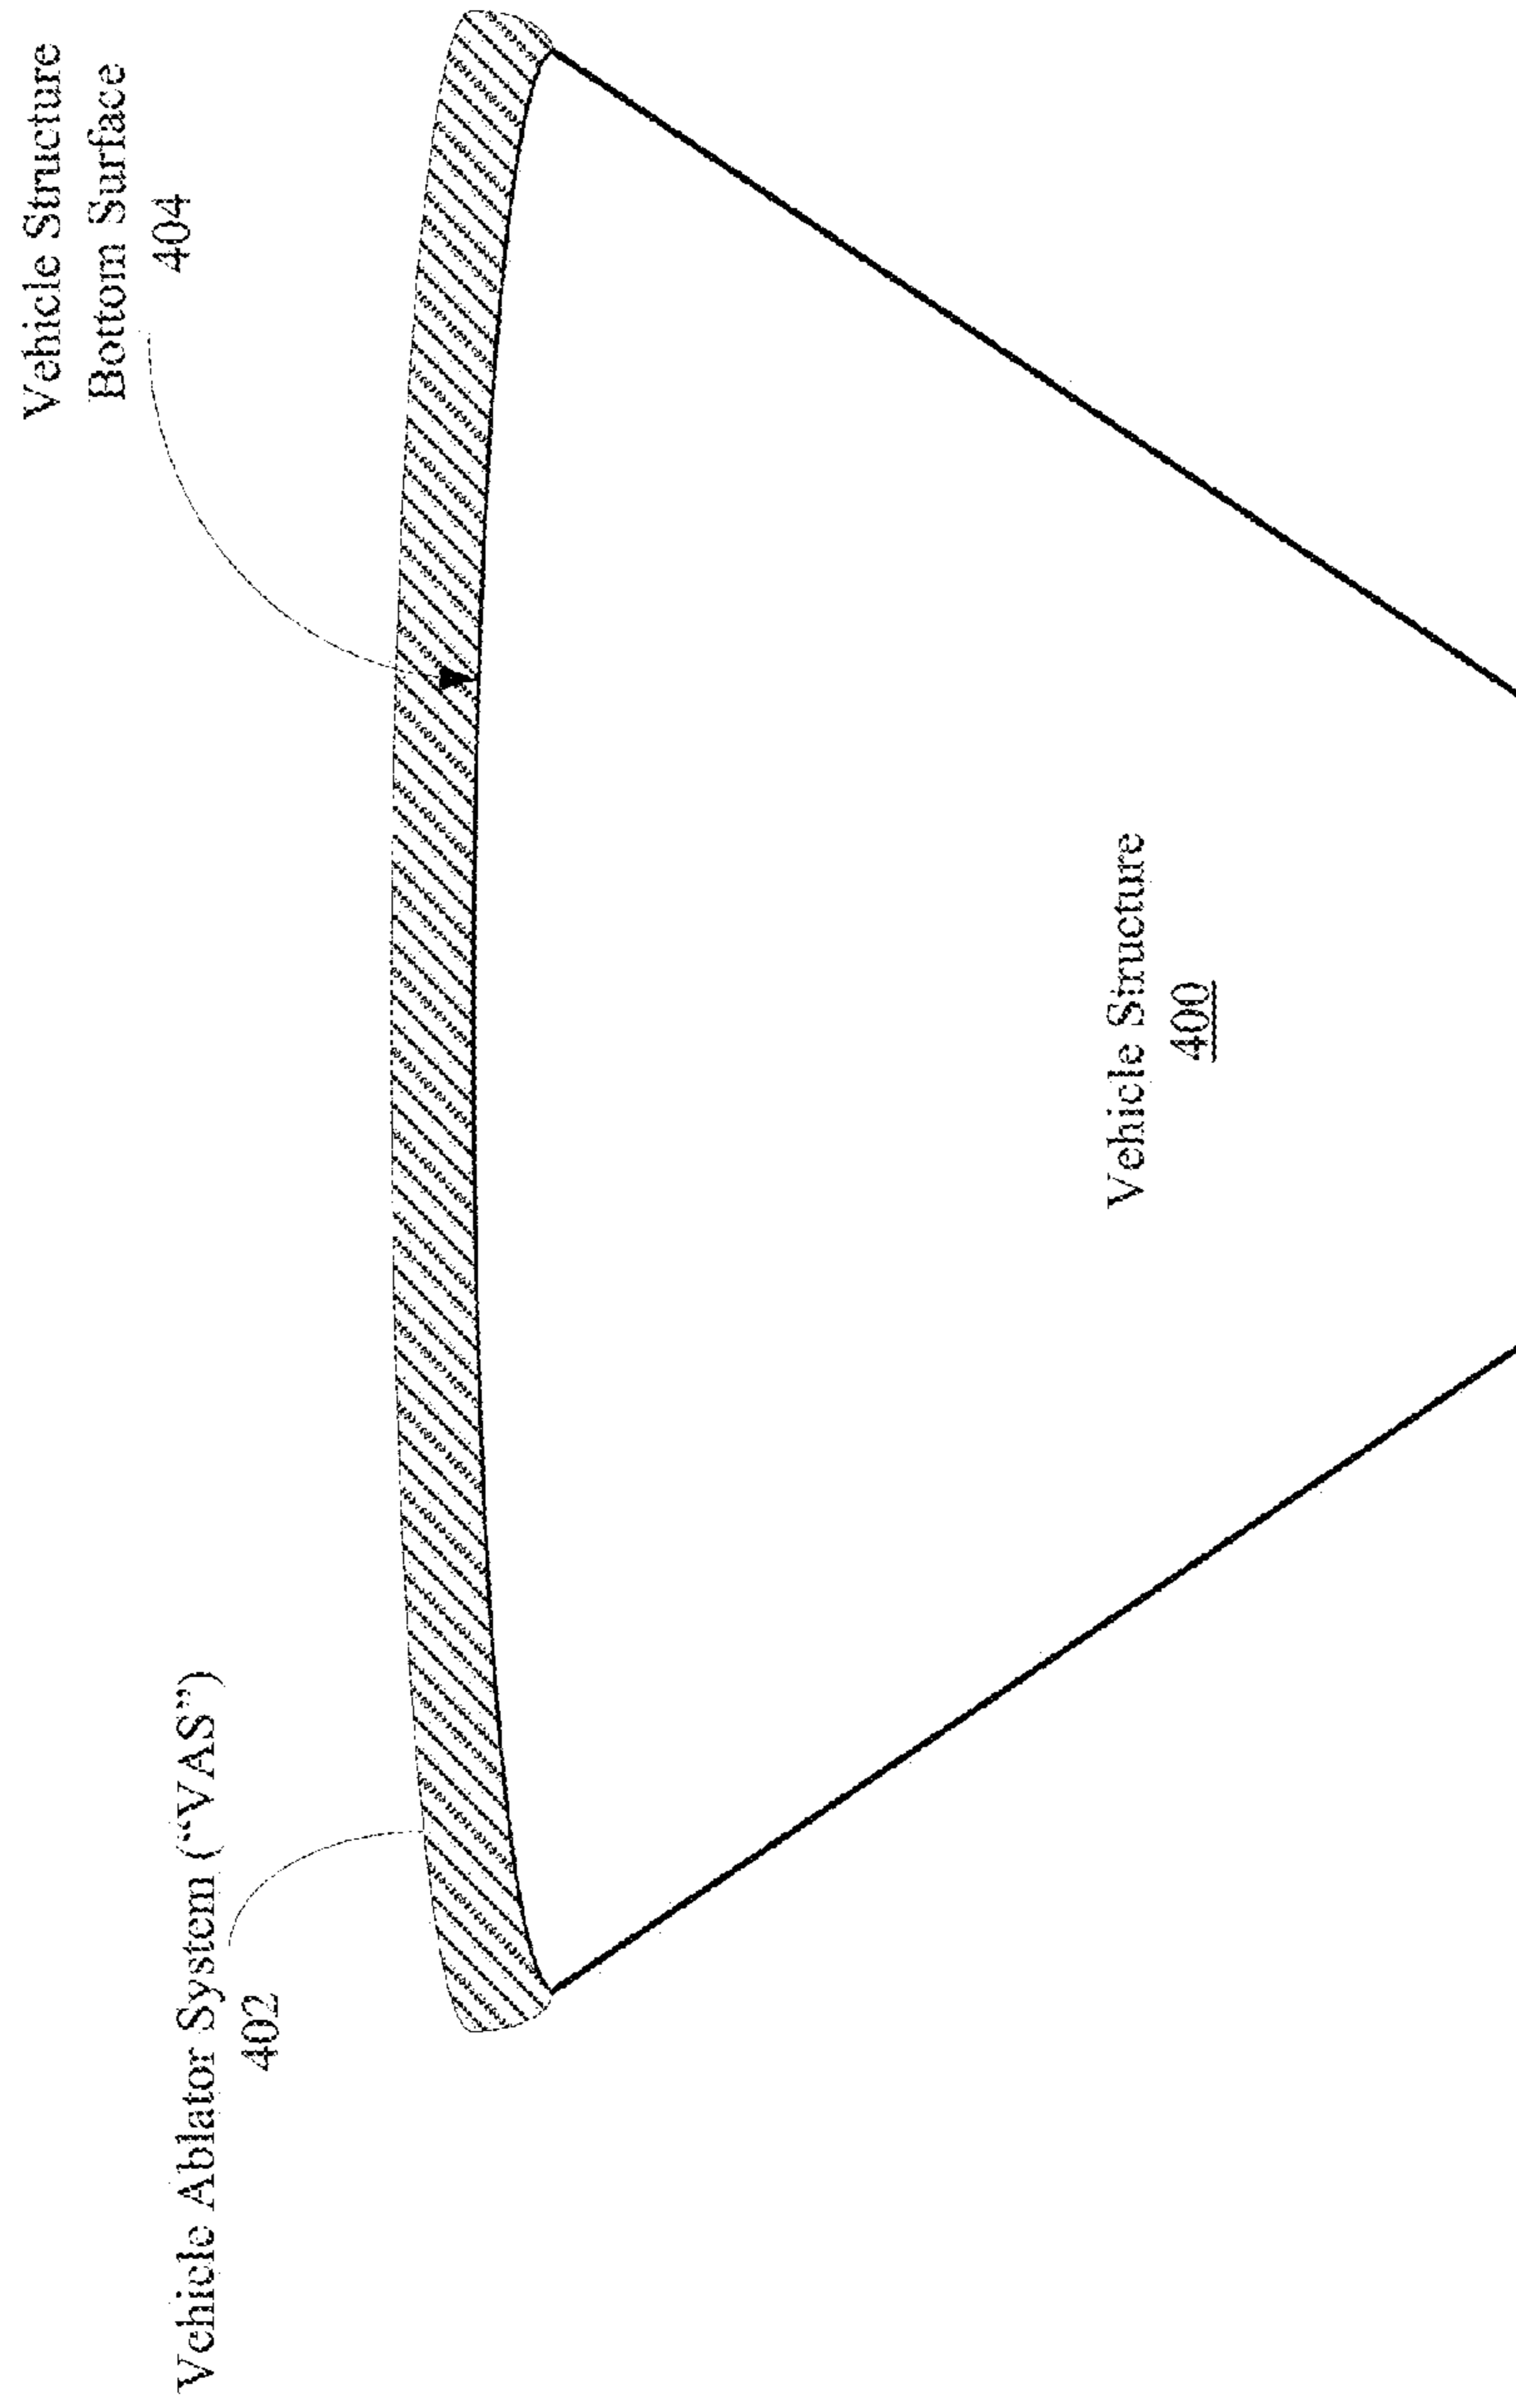 Vehicle Structure
Bottom Surface
404
Vehicle Ablator System (“VAS”)
402
Vehicle Structure
400